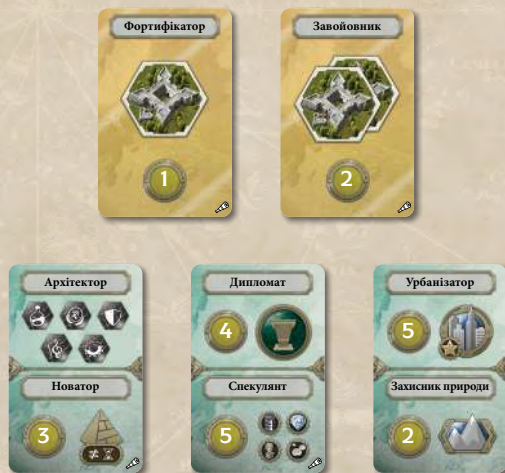 Фортифікатор
1
Завойовник
2
Архітектор
Новатор
3
Дипломат
4
Спекулянт
5
Урбанізатор
5
Захисник природи
2